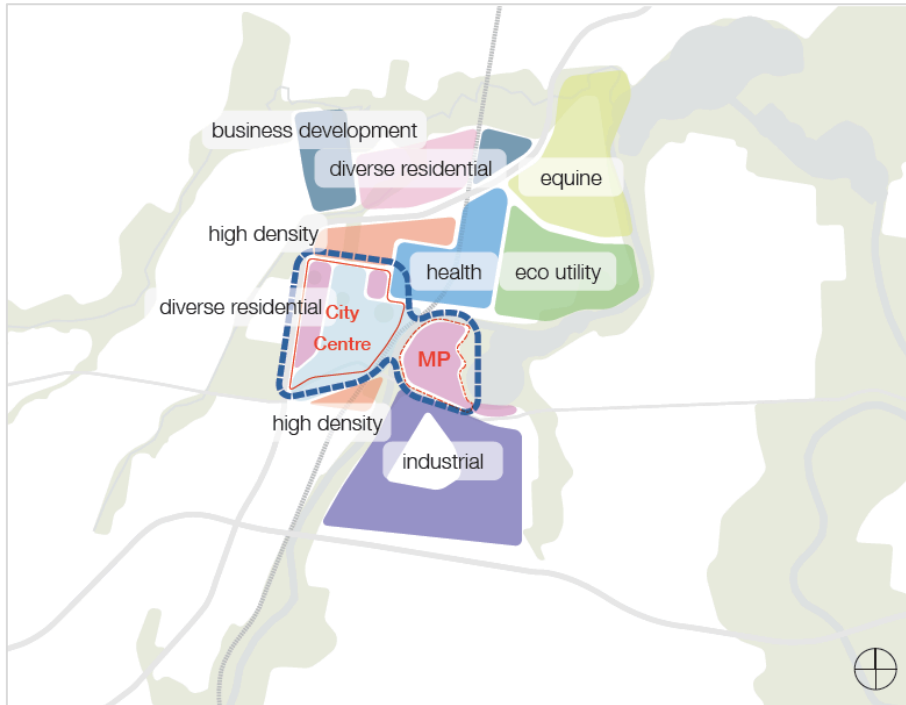 business development
diverse residential
equine
high density
health
eco utility
diverse residential
City
Centre
MP
high density
industrial